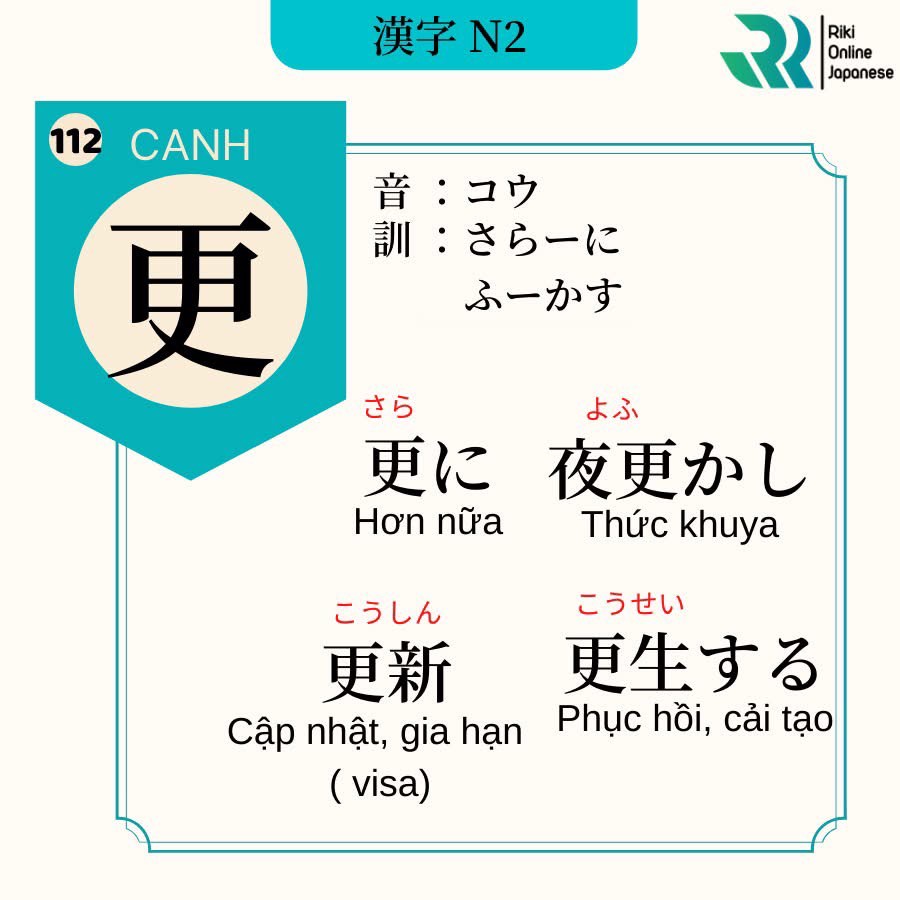 漢字 N2
Riki
Online
Japanese
112 CANH
更
音 : コウ
訓 : さらーに
ふーかす
さら
更に
Hơn nữa
よふ
夜更かし
Thức khuya
こうしん
更新
Cập nhật, gia hạn
( visa)
こうせい
更生する
Phục hồi, cải tạo